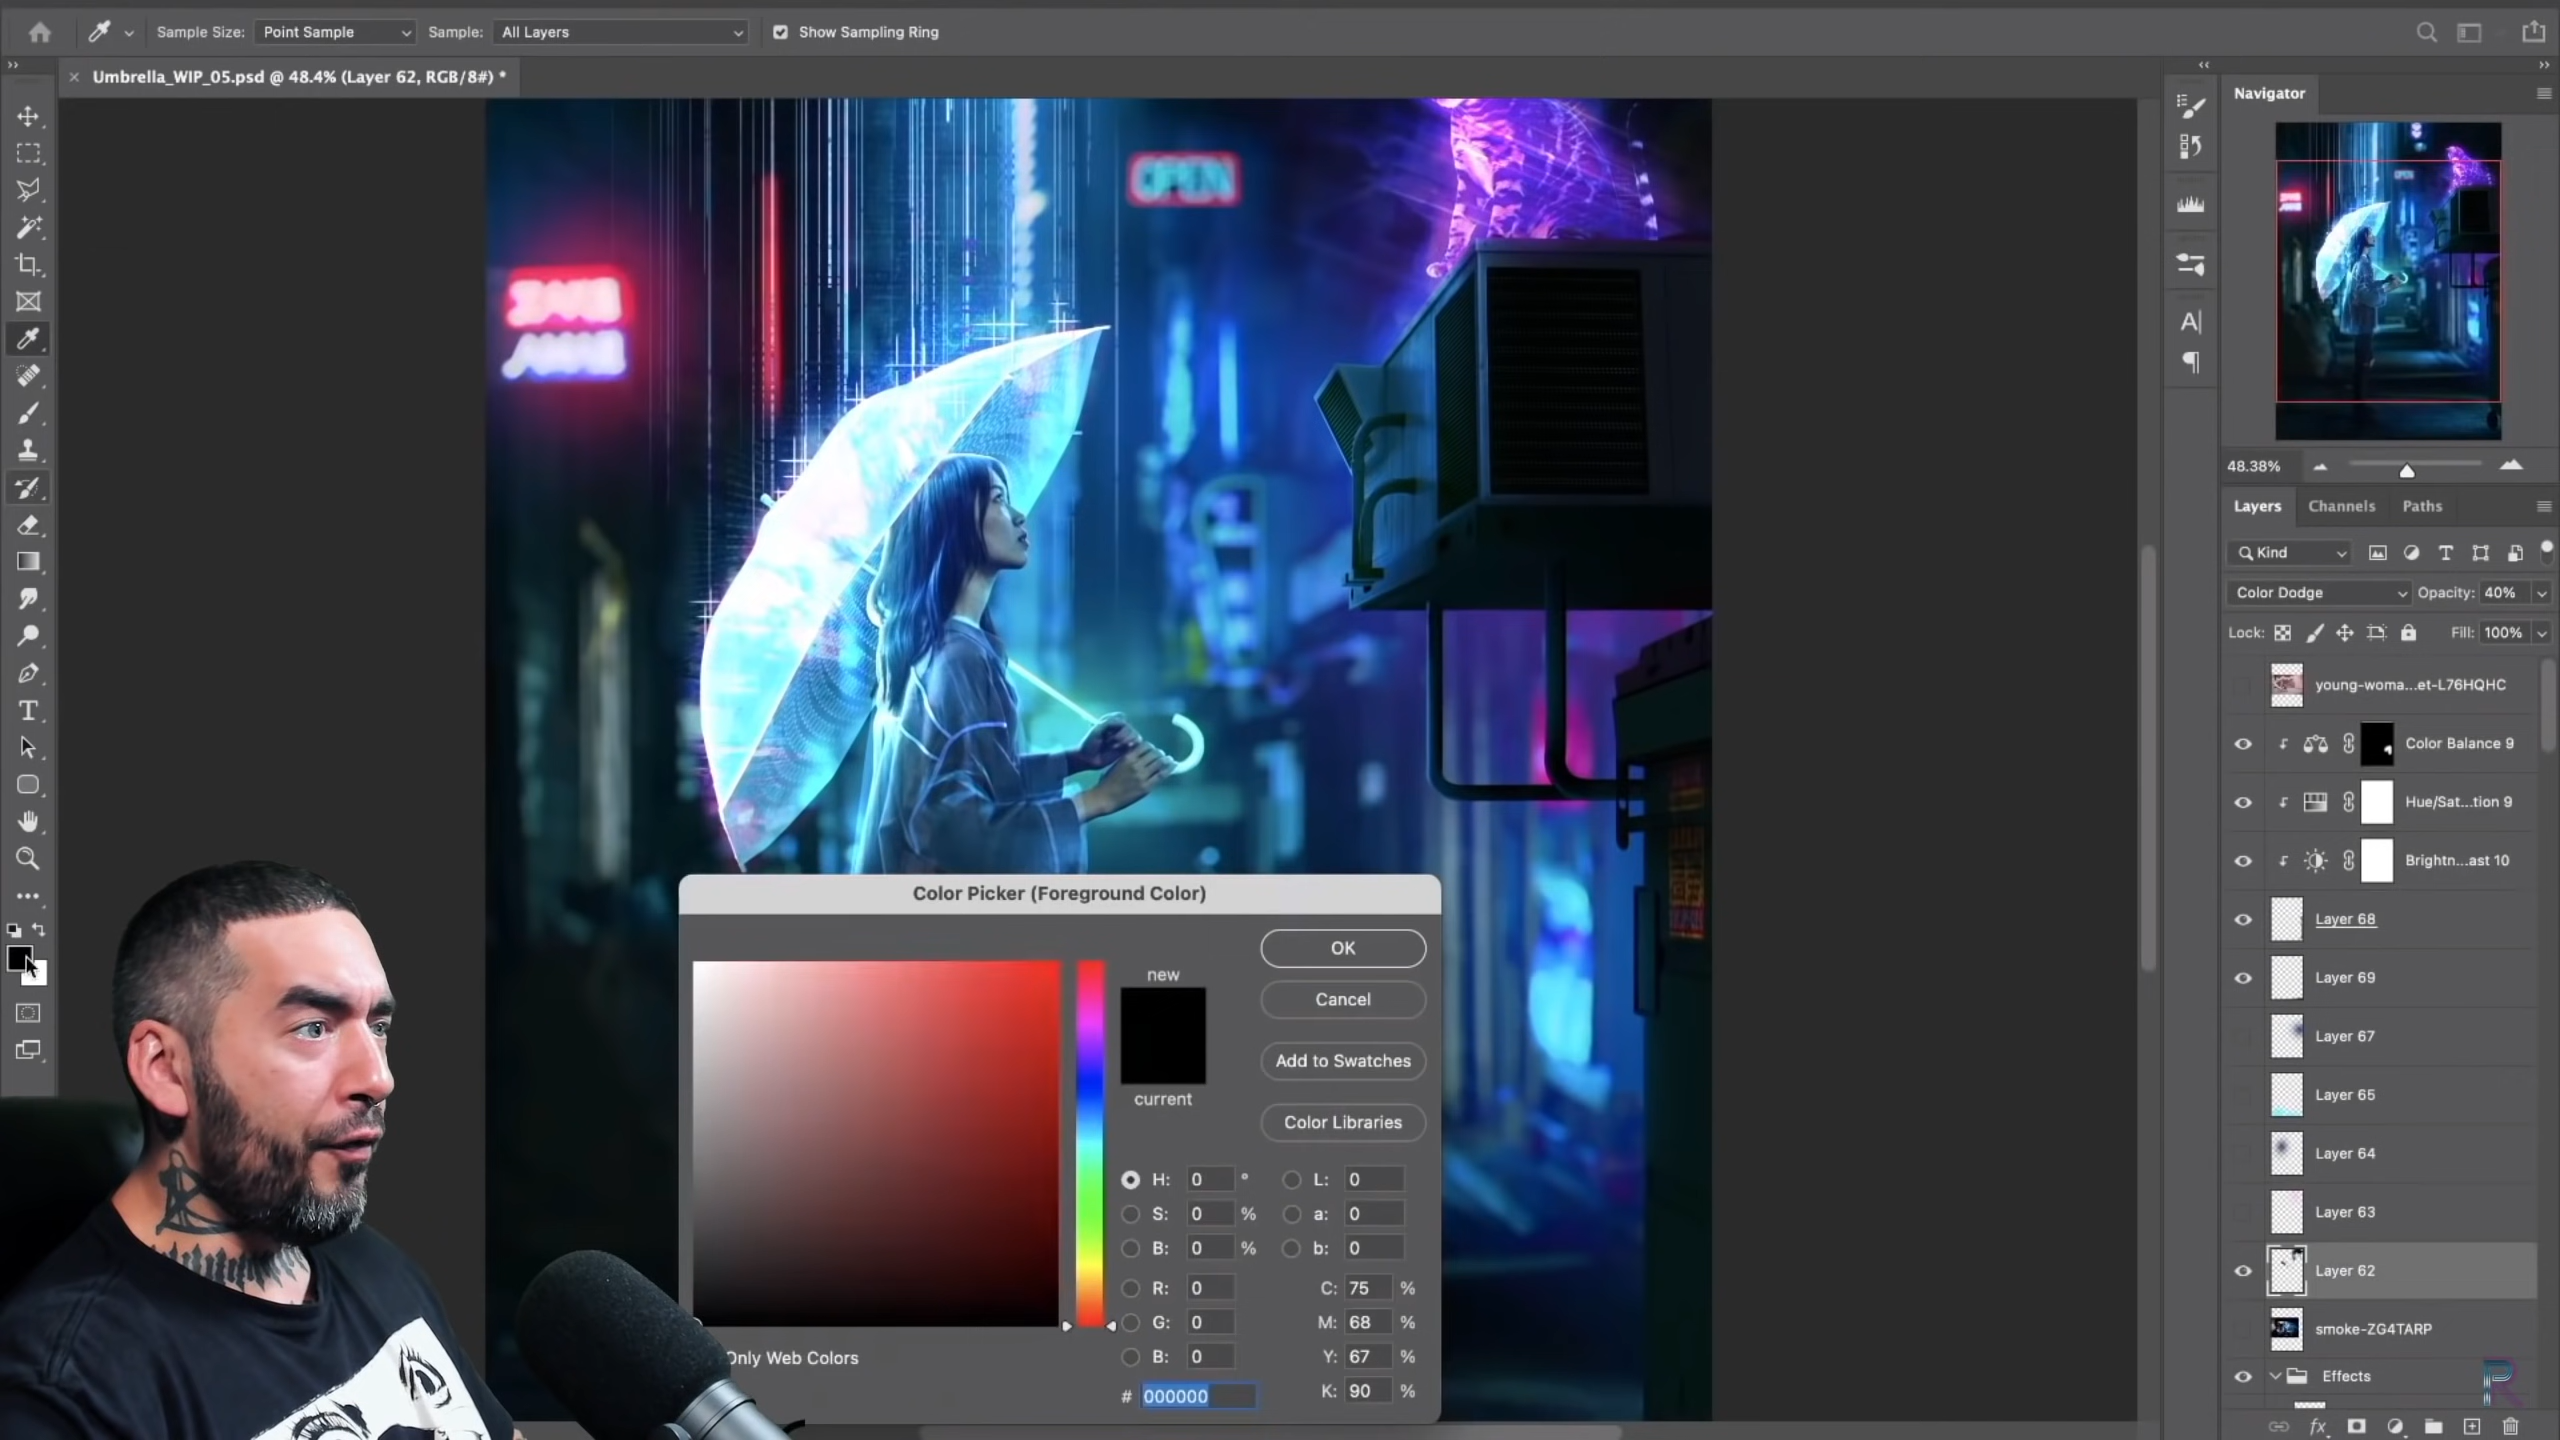 Sample Size: Point Sample Sample: All Layers Show Sampling Ring
Umbrella_WIP_05.psd @ 48.4% (Layer 62, RGB/8#) *
Navigator
OPEN
48.38%
Layers Channels Paths
Kind
Color Dodge Opacity: 40%
Lock: Fill: 100%
young-woma...et-L76HQHC
Color Balance 9
Hue/Sat...tion 9
Brightn...ast 10
Layer 68
Layer 69
Layer 67
Layer 65
Layer 64
Layer 63
Layer 62
smoke-ZG4TARP
Effects
Color Picker (Foreground Color)
new
current
OK
Cancel
Add to Swatches
Color Libraries
H: 0 ° L: 0
S: 0 % a: 0
B: 0 % b: 0
R: 0 C: 75 %
G: 0 M: 68 %
B: 0 Y: 67 %
# 000000 K: 90 %
Only Web Colors